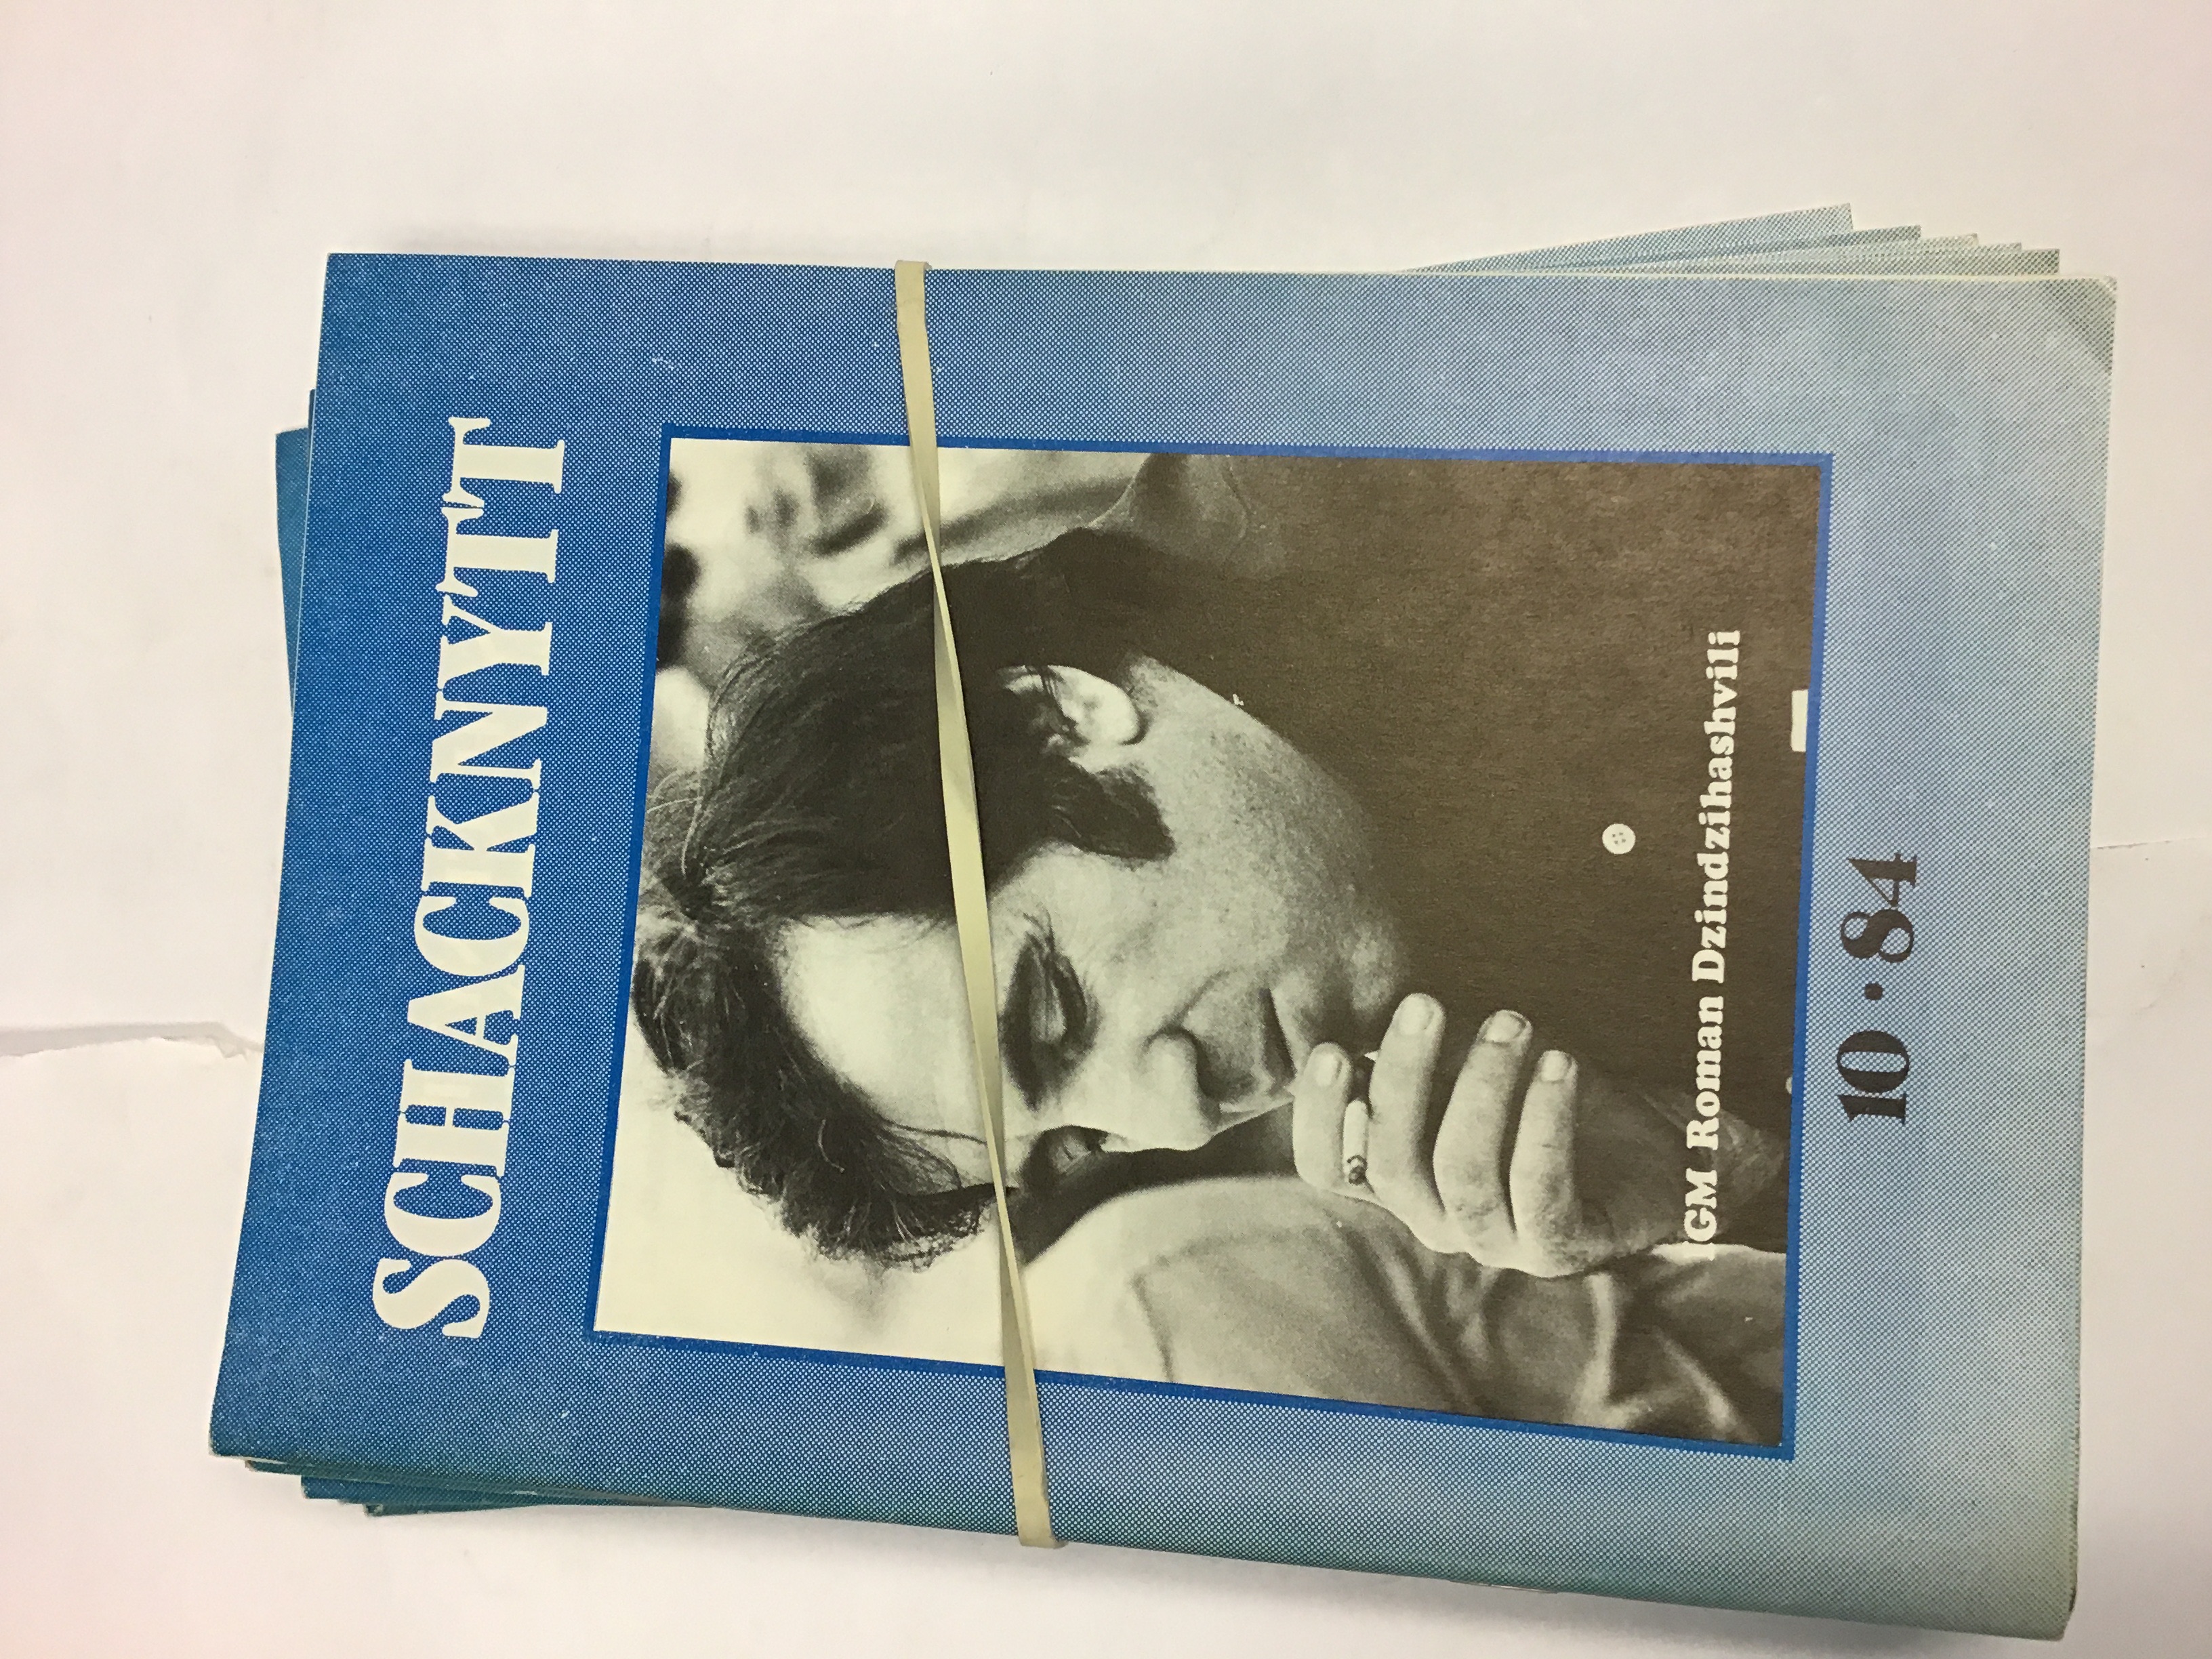 SCHACKNYTT
IGM Roman Dzindzihashvili
10·84